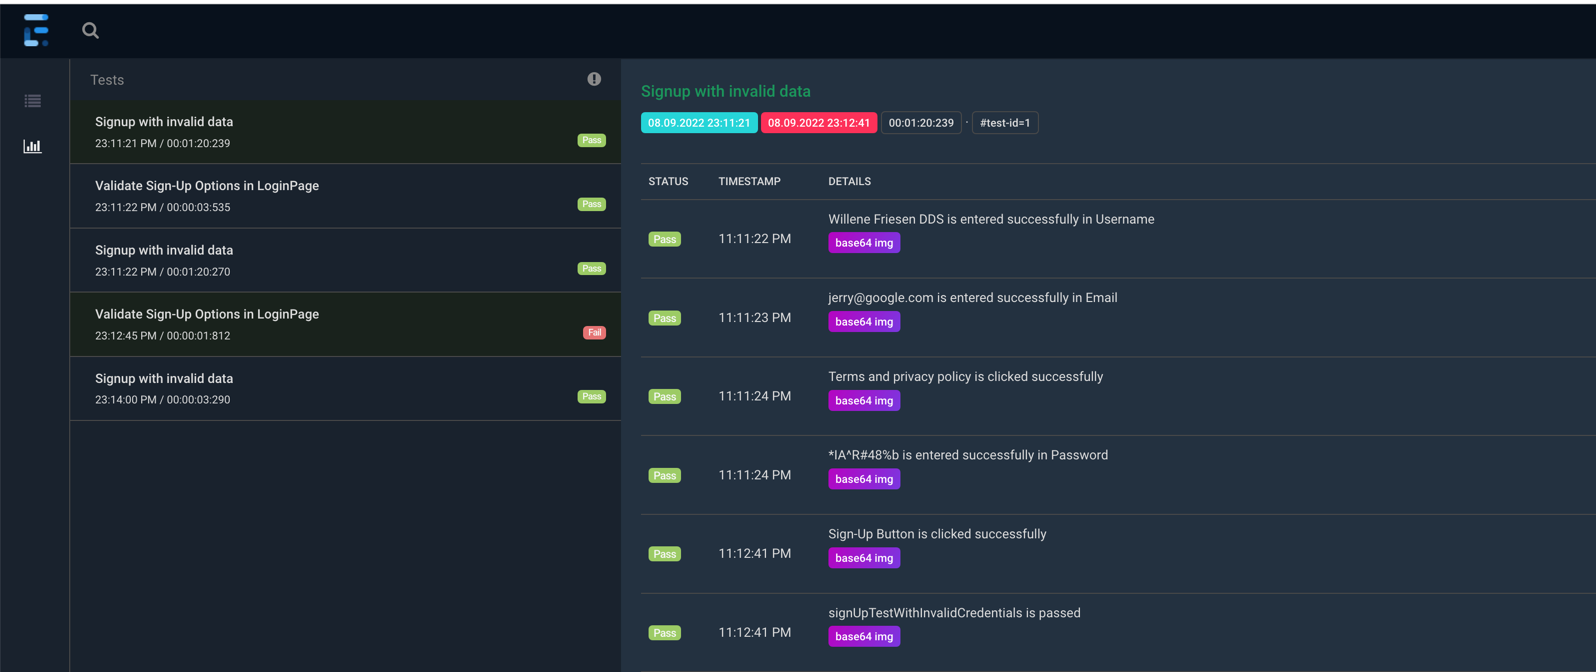 Tests
Signup with invalid data
23:11:21 PM / 00:01:20:239
Pass
Validate Sign-Up Options in LoginPage
23:11:22 PM / 00:00:03:535
Pass
Signup with invalid data
23:11:22 PM / 00:01:20:270
Pass
Validate Sign-Up Options in LoginPage
23:12:45 PM / 00:00:01:812
Fail
Signup with invalid data
23:14:00 PM / 00:00:03:290
Pass
Signup with invalid data
08.09.2022 23:11:21 08.09.2022 23:12:41 00:01:20:239 · #test-id=1
STATUS TIMESTAMP DETAILS
Willene Friesen DDS is entered successfully in Username
Pass 11:11:22 PM
base64 img
jerry@google.com is entered successfully in Email
Pass 11:11:23 PM
base64 img
Terms and privacy policy is clicked successfully
Pass 11:11:24 PM
base64 img
*IA^R#48%b is entered successfully in Password
Pass 11:11:24 PM
base64 img
Sign-Up Button is clicked successfully
Pass 11:12:41 PM
base64 img
signUpTestWithInvalidCredentials is passed
Pass 11:12:41 PM
base64 img